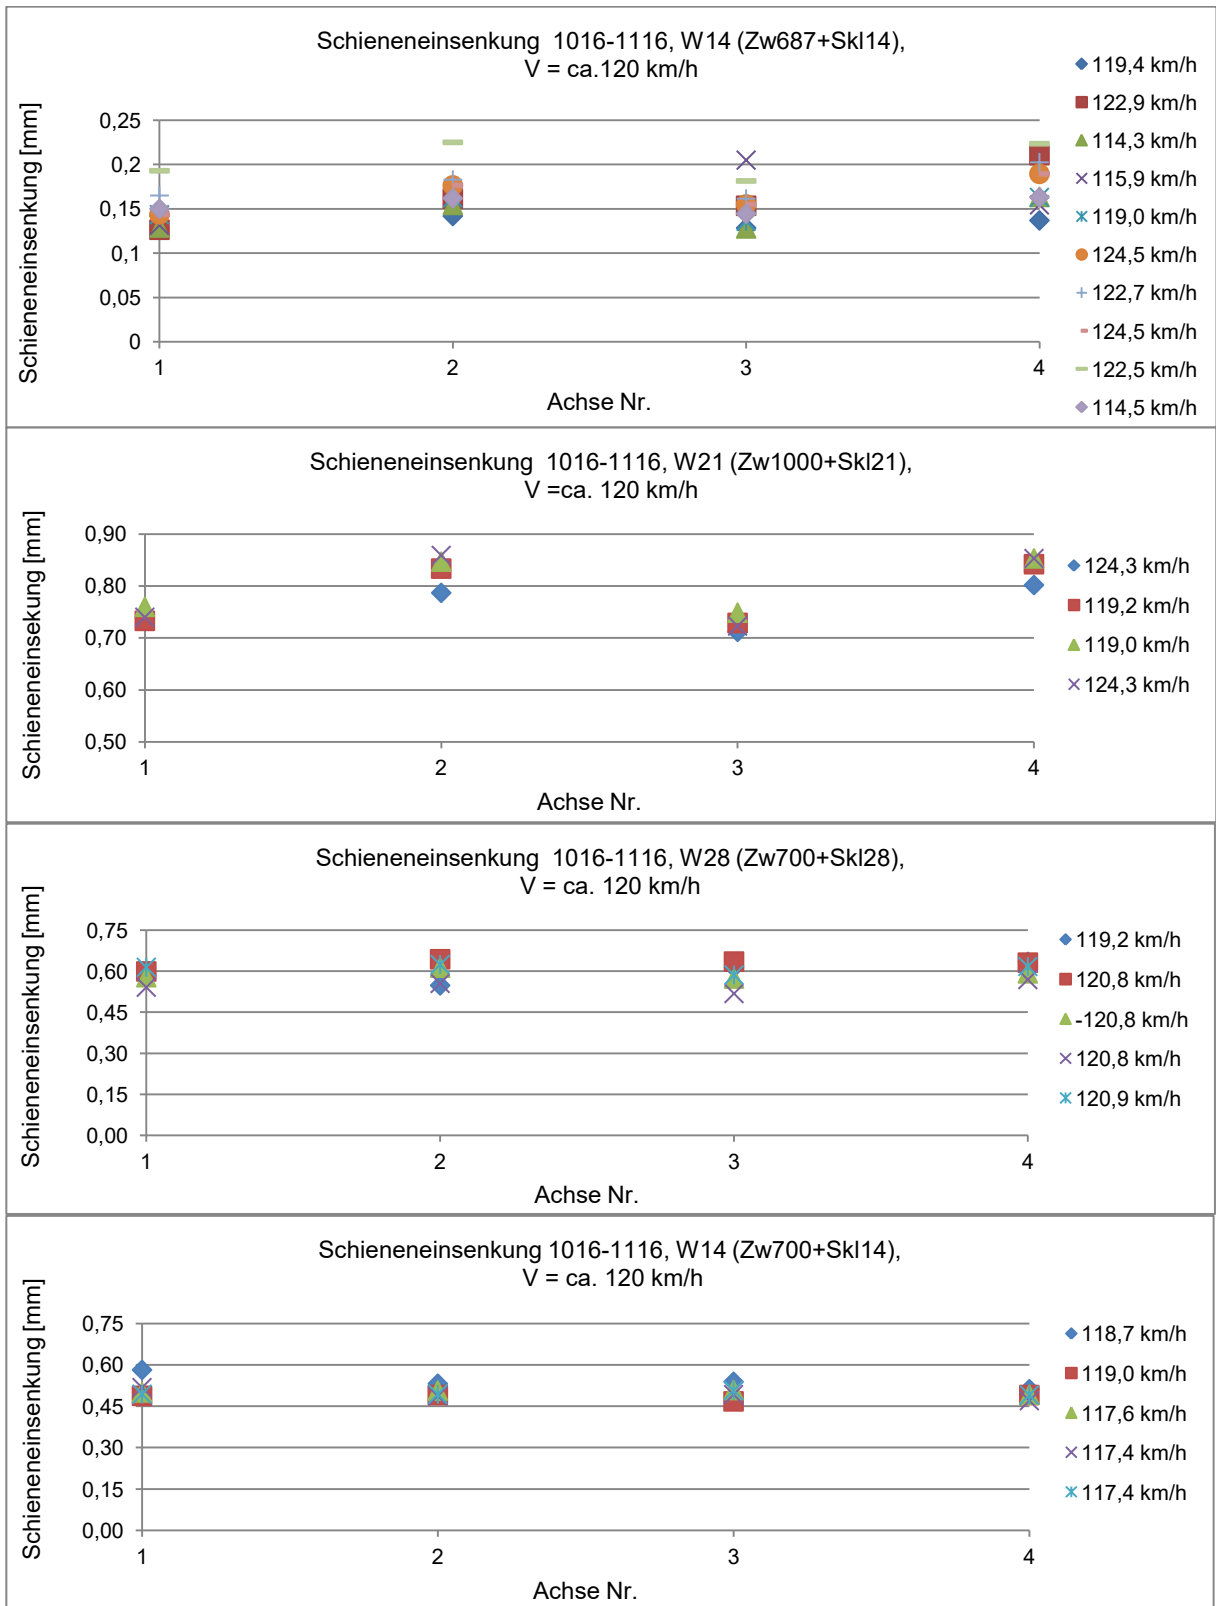 Schieneneinsenkung 1016-1116, W14 (Zw687+Skl14),
V = ca.120 km/h
Schieneneinsenkung [mm]
0,25
0,2
0,15
0,1
0,05
0
1 2 3 4
Achse Nr.
119,4 km/h
122,9 km/h
114,3 km/h
115,9 km/h
119,0 km/h
124,5 km/h
122,7 km/h
124,5 km/h
122,5 km/h
114,5 km/h
Schieneneinsenkung 1016-1116, W21 (Zw1000+Skl21),
V =ca. 120 km/h
Schieneneinsekung [mm]
0,90
0,80
0,70
0,60
0,50
1 2 3 4
Achse Nr.
124,3 km/h
119,2 km/h
119,0 km/h
124,3 km/h
Schieneneinsenkung 1016-1116, W28 (Zw700+Skl28),
V = ca. 120 km/h
Schieneneinsenkung [mm]
0,75
0,60
0,45
0,30
0,15
0,00
1 2 3 4
Achse Nr.
119,2 km/h
120,8 km/h
-120,8 km/h
120,8 km/h
120,9 km/h
Schieneneinsenkung 1016-1116, W14 (Zw700+Skl14),
V = ca. 120 km/h
Schieneneinsenkung [mm]
0,75
0,60
0,45
0,30
0,15
0,00
1 2 3 4
Achse Nr.
118,7 km/h
119,0 km/h
117,6 km/h
117,4 km/h
117,4 km/h